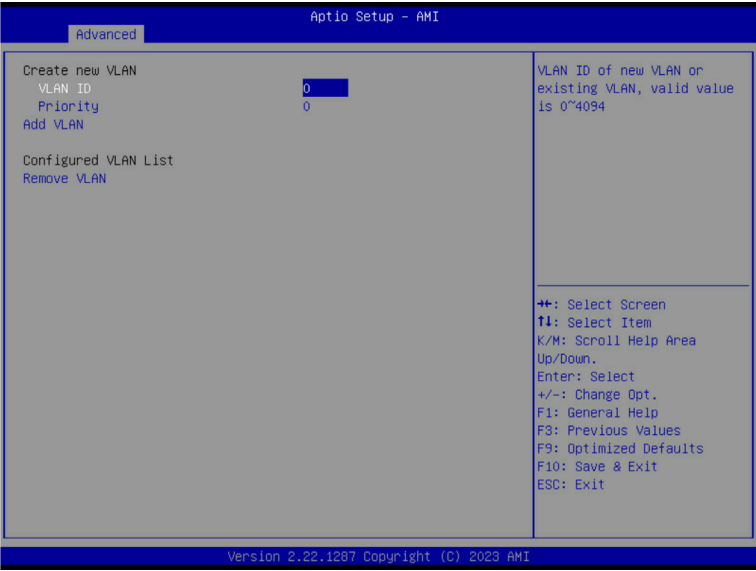 Aptio Setup – AMI
Advanced
Create new VLAN
VLAN ID 0
Priority 0
Add VLAN
Configured VLAN List
Remove VLAN
VLAN ID of new VLAN or
existing VLAN, valid value
is 0~4094
→←: Select Screen
↑↓: Select Item
K/M: Scroll Help Area
Up/Down.
Enter: Select
+/-: Change Opt.
F1: General Help
F3: Previous Values
F9: Optimized Defaults
F10: Save & Exit
ESC: Exit
Version 2.22.1287 Copyright (C) 2023 AMI